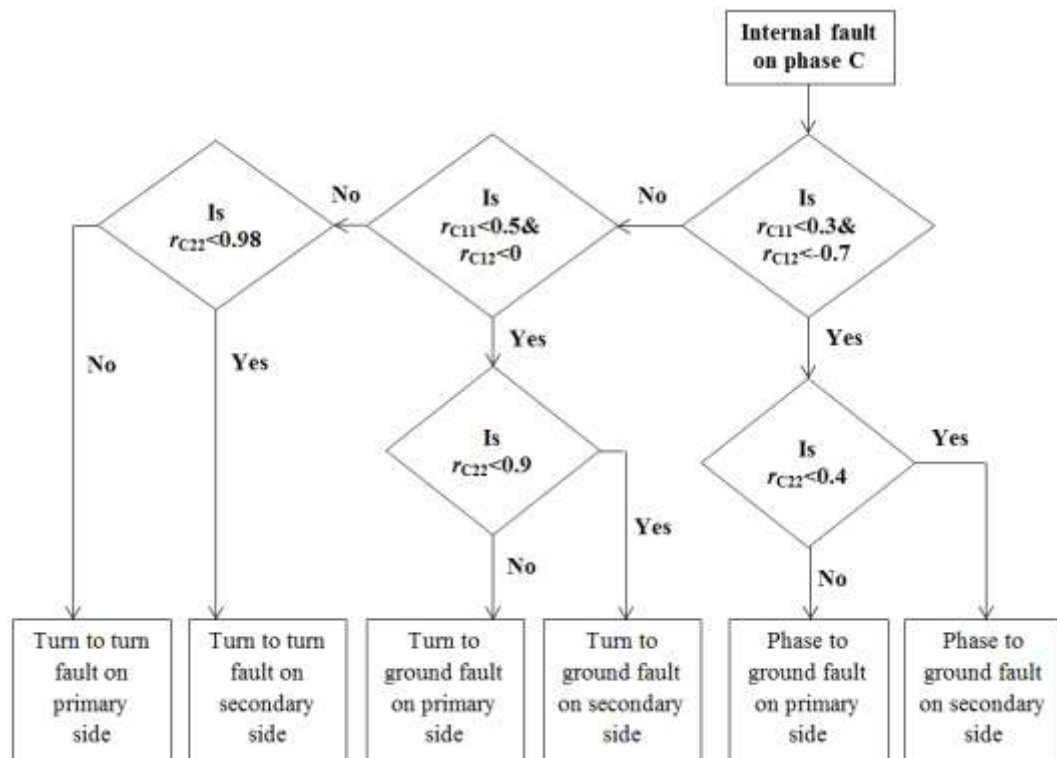 Internal fault
on phase C
Is
rC11<0.3&
rC12<-0.7
No
Is
rC11<0.5&
rC12<0
No
Is
rC22<0.98
No
Yes
Yes
Is
rC22<0.9
Yes
No
Yes
Is
rC22<0.4
Yes
No
Turn to turn
fault on
primary
side
Turn to turn
fault on
secondary
side
Turn to
ground fault
on primary
side
Turn to
ground fault
on secondary
side
Phase to
ground fault
on primary
side
Phase to
ground fault
on secondary
side